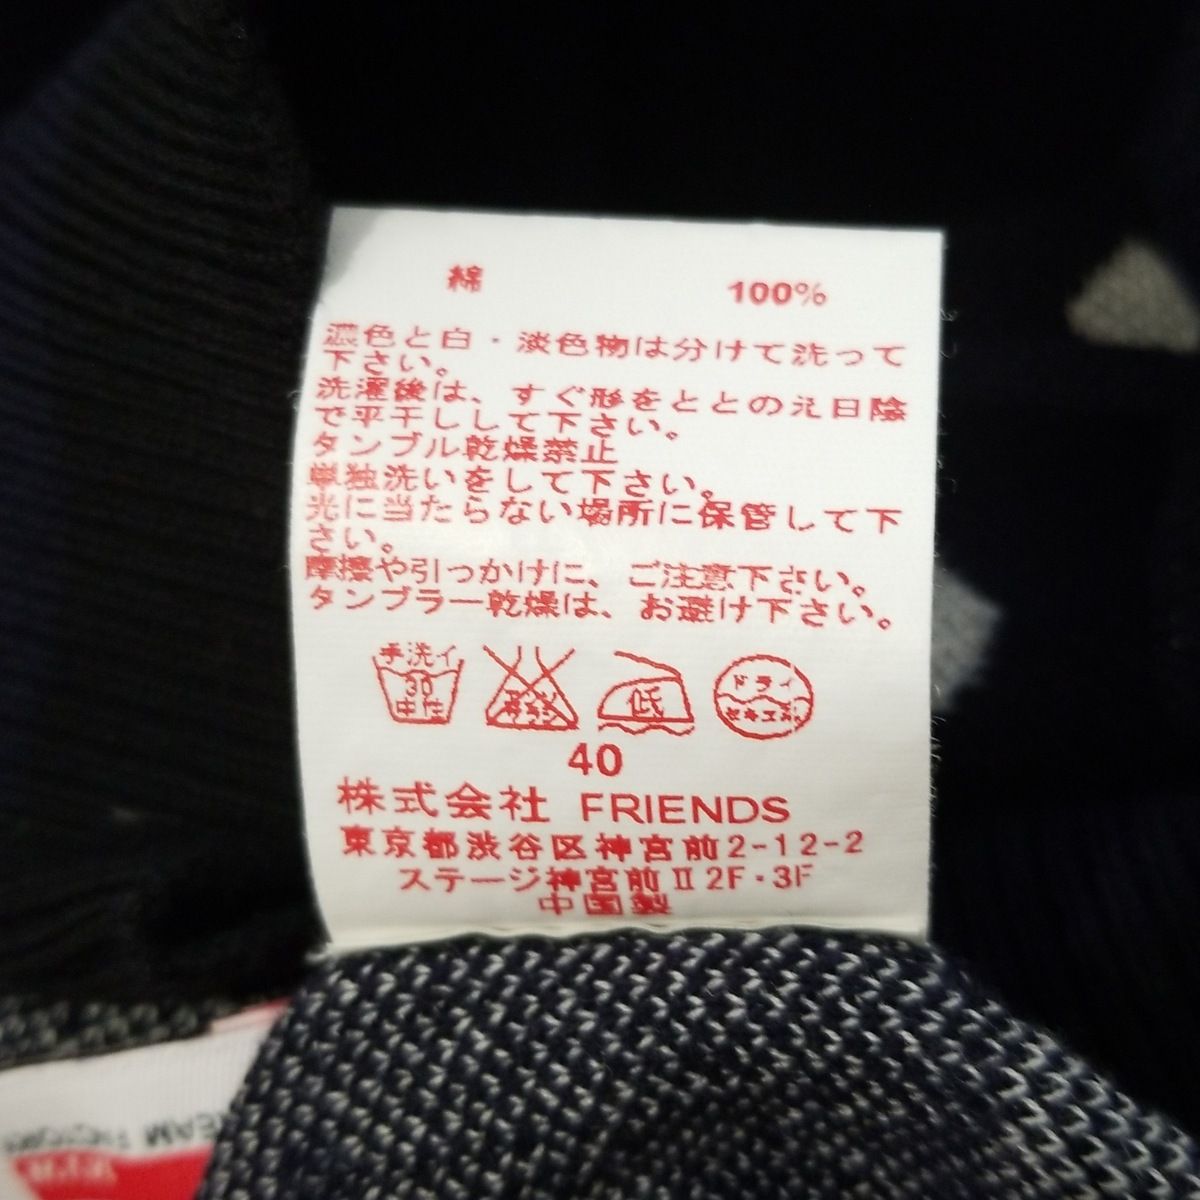 綿 100%
濃色と白・淡色物は分けて洗って
下さい。
洗濯後は、すぐ形をととのえ日陰
で平干しして下さい。
タンブル乾燥禁止
単独洗いをして下さい。
光に当たらない場所に保管して下
さい。
摩擦や引っかけに、ご注意下さい。
タンブラー乾燥は、お避け下さい。
手洗イ
30 低 ドライ
中性 セキユ系
40
株式会社 FRIENDS
東京都渋谷区神宮前2-12-2
ステージ神宮前Ⅱ2F・3F
中国製